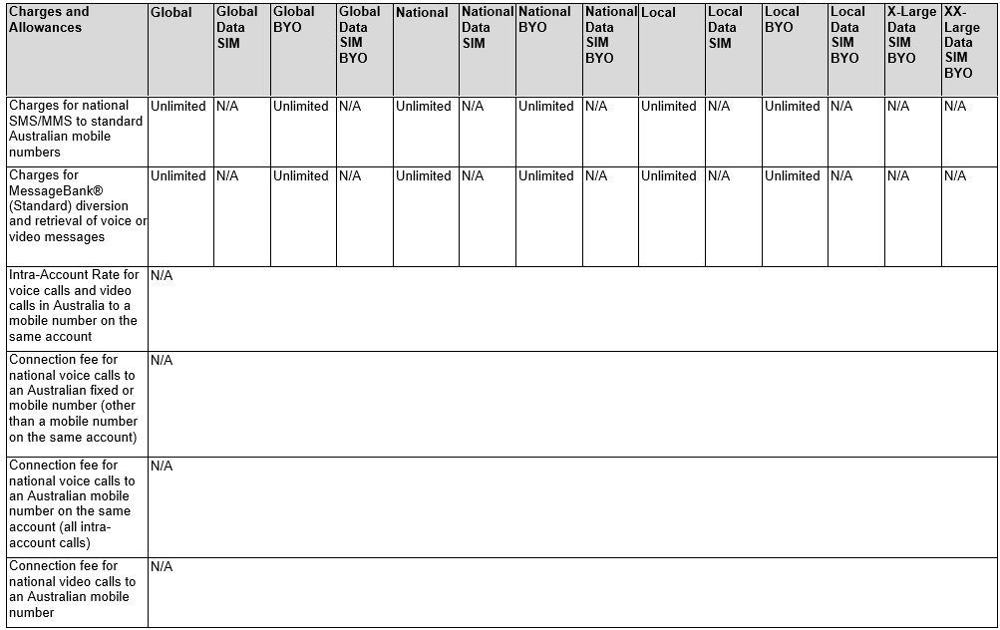 Charges and Allowances | Global | Global Data SIM | Global BYO | Global Data SIM BYO | National | National Data SIM | National BYO | National Data SIM BYO | Local | Local Data SIM | Local BYO | Local Data SIM BYO | X-Large Data SIM BYO | XX-Large Data SIM BYO
Charges for national SMS/MMS to standard Australian mobile numbers | Unlimited | N/A | Unlimited | N/A | Unlimited | N/A | Unlimited | N/A | Unlimited | N/A | Unlimited | N/A | N/A | N/A
Charges for MessageBank® (Standard) diversion and retrieval of voice or video messages | Unlimited | N/A | Unlimited | N/A | Unlimited | N/A | Unlimited | N/A | Unlimited | N/A | Unlimited | N/A | N/A | N/A
Intra-Account Rate for voice calls and video calls in Australia to a mobile number on the same account | N/A
Connection fee for national voice calls to an Australian fixed or mobile number (other than a mobile number on the same account) | N/A
Connection fee for national voice calls to an Australian mobile number on the same account (all intra-account calls) | N/A
Connection fee for national video calls to an Australian mobile number | N/A